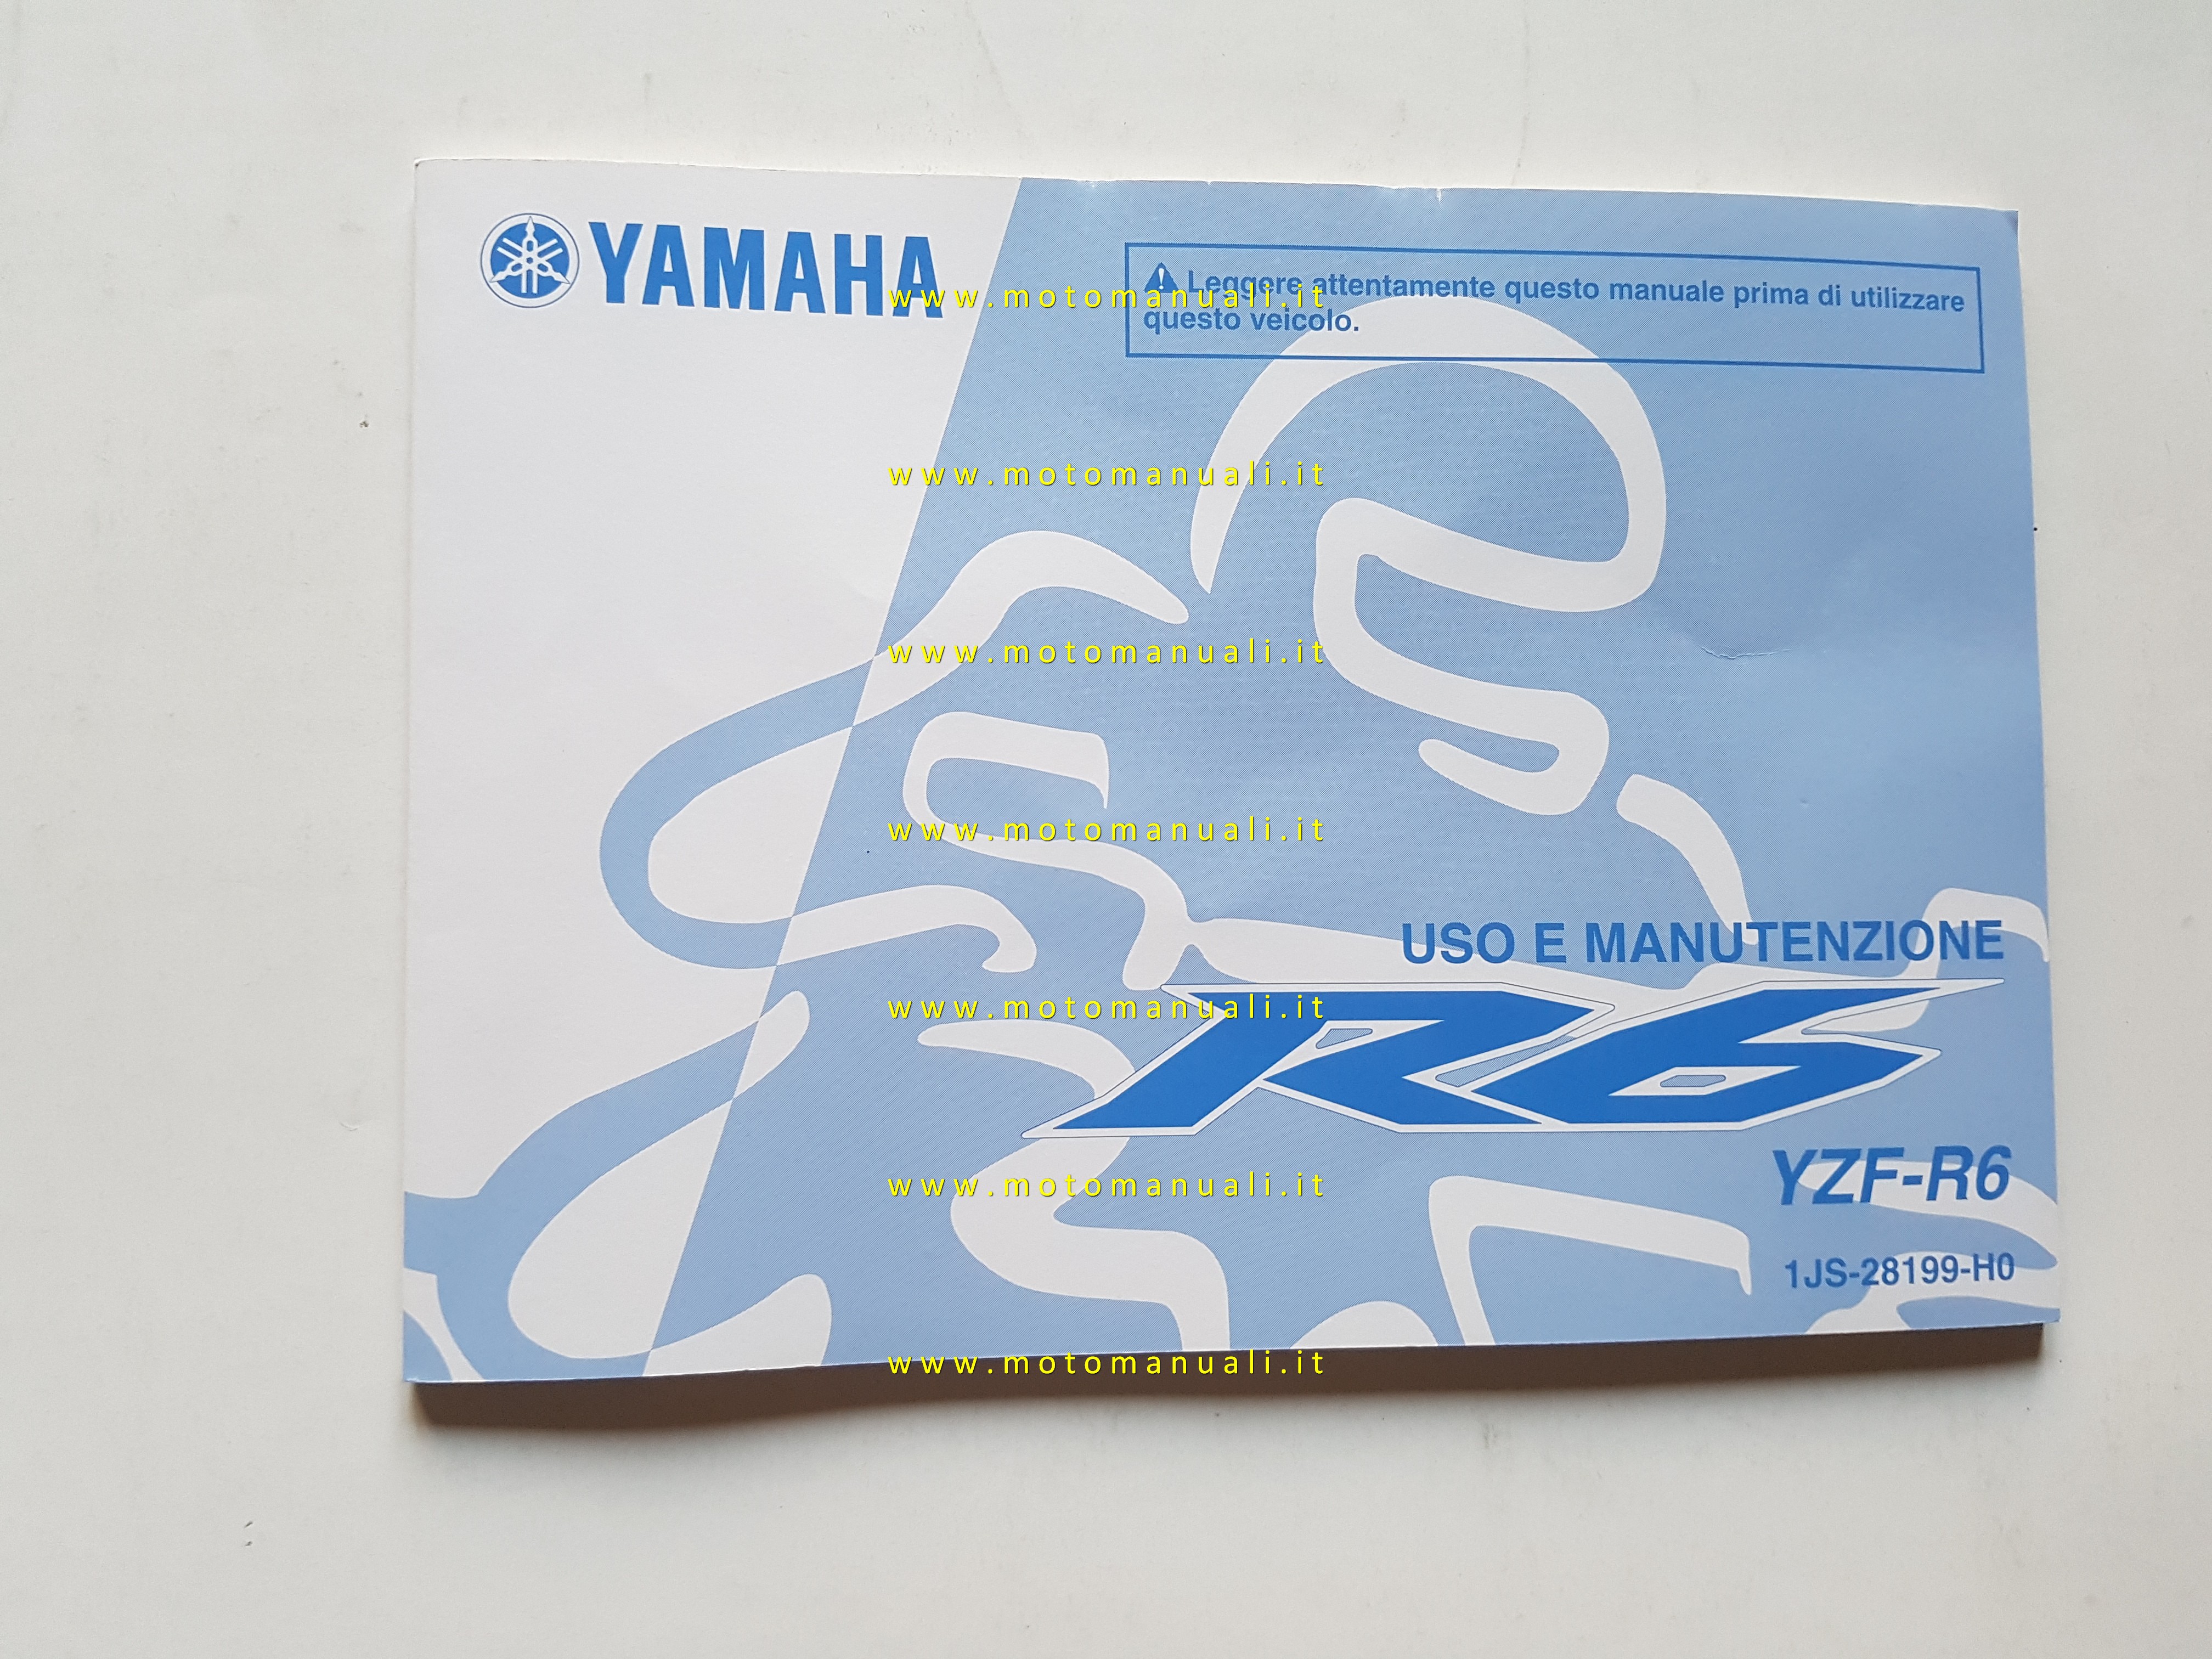 YAMAHA
Leggere attentamente questo manuale prima di utilizzare
questo veicolo.
www.motomanuali.it
www.motomanuali.it
www.motomanuali.it
www.motomanuali.it
USO E MANUTENZIONE
www.motomanuali.it
R6
YZF-R6
www.motomanuali.it
1JS-28199-H0
www.motomanuali.it